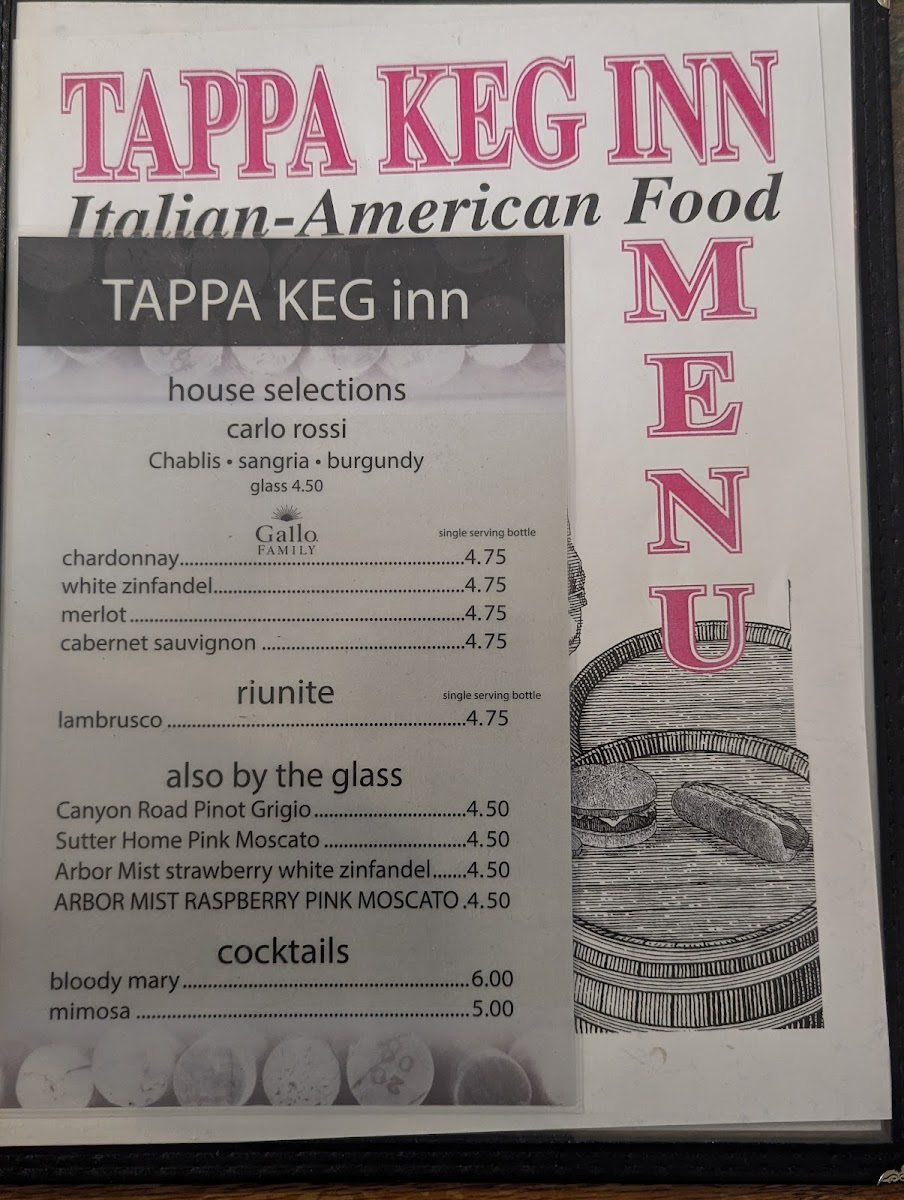 TAPPA KEG INN
Italian-American Food
MENU
TAPPA KEG inn
house selections
carlo rossi
Chablis • sangria • burgundy
glass 4.50
Gallo
FAMILY
single serving bottle
chardonnay..................................................4.75
white zinfandel............................................4.75
merlot...........................................................4.75
cabernet sauvignon ....................................4.75
riunite
single serving bottle
lambrusco ....................................................4.75
also by the glass
Canyon Road Pinot Grigio..........................4.50
Sutter Home Pink Moscato ........................4.50
Arbor Mist strawberry white zinfandel......4.50
ARBOR MIST RASPBERRY PINK MOSCATO .4.50
cocktails
bloody mary..................................................6.00
mimosa ..........................................................5.00